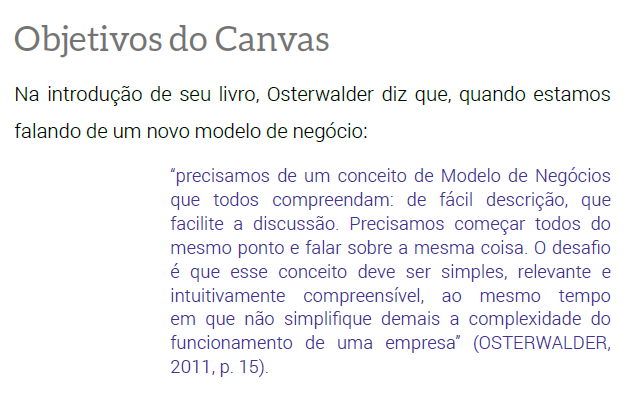 Objetivos do Canvas
Na introdução de seu livro, Osterwalder diz que, quando estamos
falando de um novo modelo de negócio:
“precisamos de um conceito de Modelo de Negócios
que todos compreendam: de fácil descrição, que
facilite a discussão. Precisamos começar todos do
mesmo ponto e falar sobre a mesma coisa. O desafio
é que esse conceito deve ser simples, relevante e
intuitivamente compreensível, ao mesmo tempo
em que não simplifique demais a complexidade do
funcionamento de uma empresa” (OSTERWALDER,
2011, p. 15).